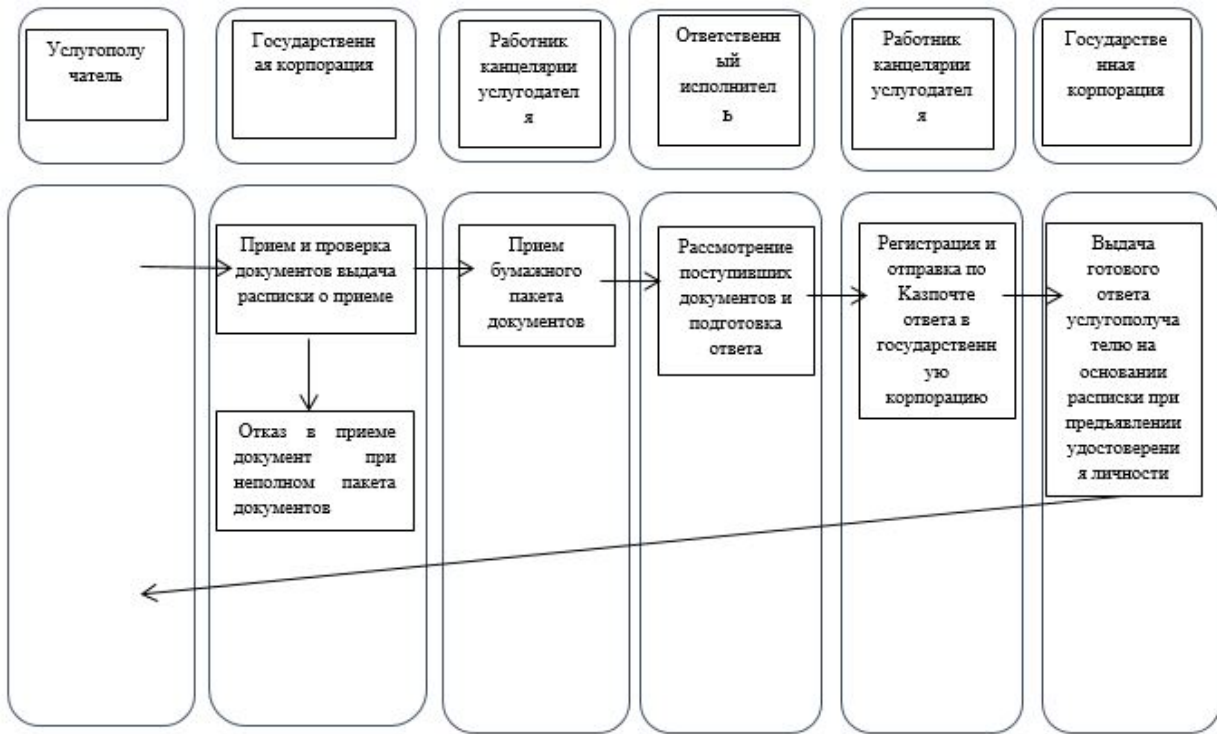 Услугополу
чатель
Государственн
ая корпорация
Работник
канцелярии
услугодател
я
Ответственн
ый
исполнител
ь
Работник
канцелярии
услугодател
я
Государстве
нная
корпорация
Прием и проверка
документов выдача
расписки о приеме
Отказ в приеме
документ при
неполном пакета
документов
Прием
бумажного
пакета
документов
Рассмотрение
поступивших
документов и
подготовка
ответа
Регистрация и
отправка по
Казпочте
ответа в
государственн
ую
корпорацию
Выдача
готового
ответа
услугополуча
телю на
основании
расписки при
предъявлении
удостоверени
я личности